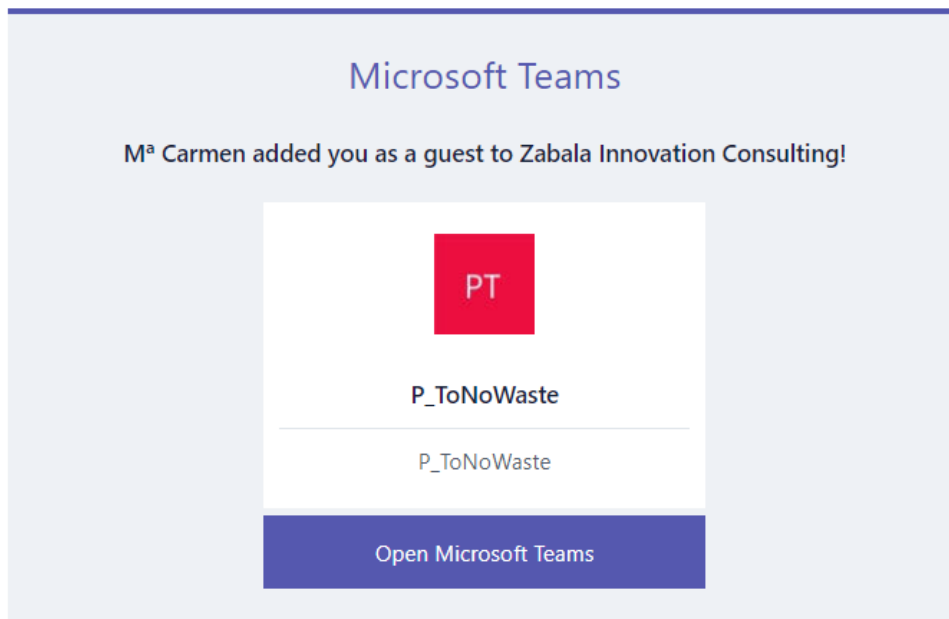 Microsoft Teams
Mª Carmen added you as a guest to Zabala Innovation Consulting!
PT
P_ToNoWaste
P_ToNoWaste
Open Microsoft Teams